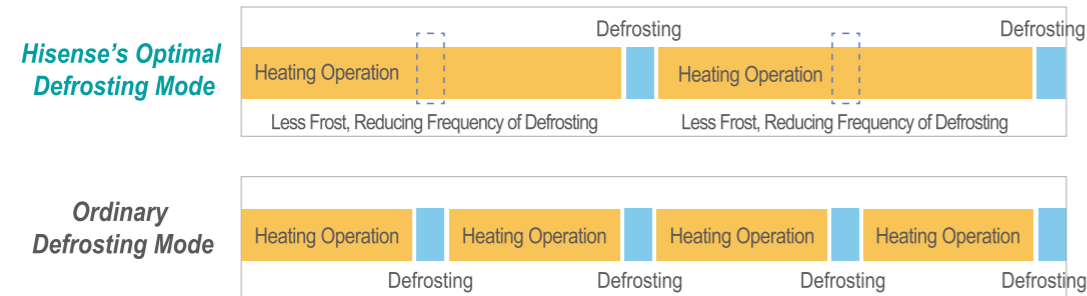 Hisense's Optimal
Defrosting Mode
Defrosting
Defrosting
Heating Operation
Heating Operation
Less Frost, Reducing Frequency of Defrosting
Less Frost, Reducing Frequency of Defrosting
Ordinary
Defrosting Mode
Heating Operation
Heating Operation
Heating Operation
Heating Operation
Defrosting
Defrosting
Defrosting
Defrosting